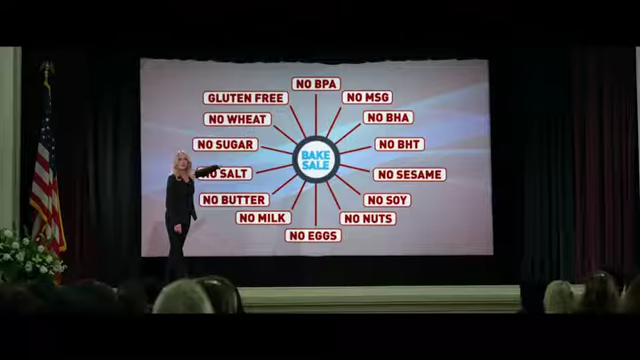 NO BPA
GLUTEN FREE
NO MSG
NO WHEAT
NO BHA
NO SUGAR
NO BHT
BAKE
SALE
NO SALT
NO SESAME
NO BUTTER
NO SOY
NO MILK
NO NUTS
NO EGGS